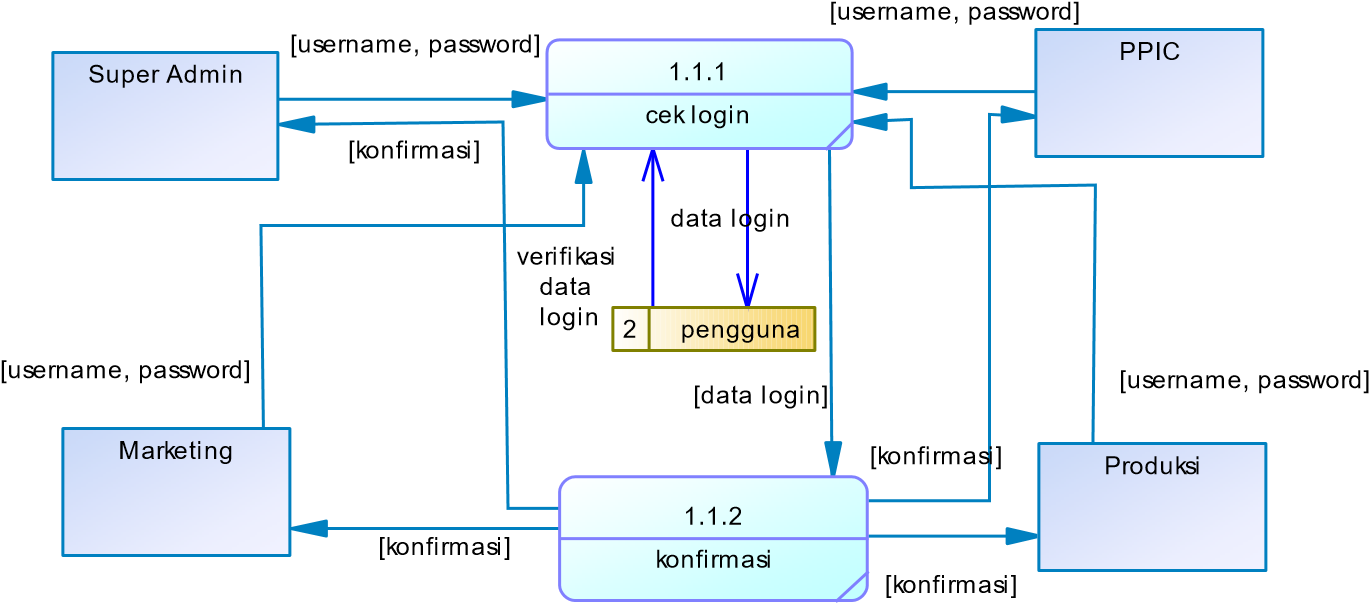 [username, password]
[username, password]
Super Admin
1.1.1
PPIC
cek login
[konfirmasi]
data login
verifikasi
data
login
2
pengguna
[username, password]
[username, password]
[data login]
Marketing
[konfirmasi]
Produksi
1.1.2
[konfirmasi]
konfirmasi
[konfirmasi]